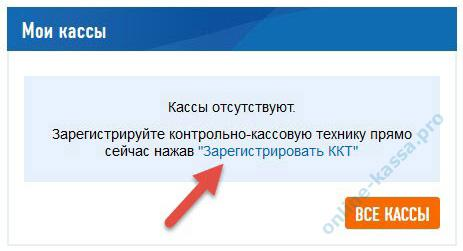 Мои кассы
Кассы отсутствуют.
Зарегистрируйте контрольно-кассовую технику прямо
сейчас нажав "Зарегистрировать ККТ"
ВСЕ КАССЫ
online-kassa.pro